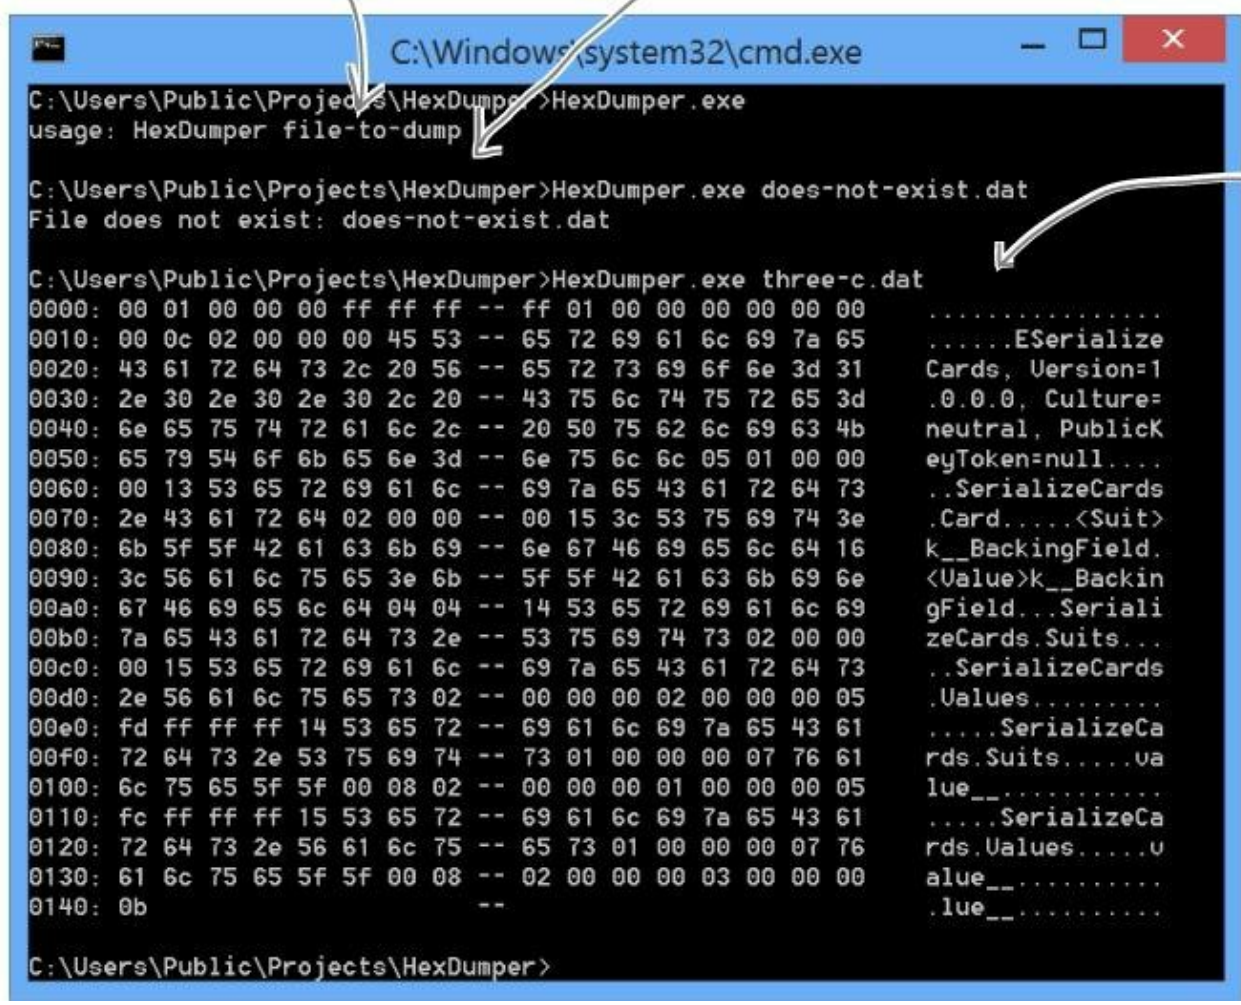 C:\Windows\system32\cmd.exe
C:\Users\Public\Projects\HexDumper>HexDumper.exe
usage: HexDumper file-to-dump
C:\Users\Public\Projects\HexDumper>HexDumper.exe does-not-exist.dat
File does not exist: does-not-exist.dat
C:\Users\Public\Projects\HexDumper>HexDumper.exe three-c.dat
0000: 00 01 00 00 00 ff ff ff -- ff 01 00 00 00 00 00 00 ................
0010: 00 0c 02 00 00 00 45 53 -- 65 72 69 61 6c 69 7a 65 ......ESerialize
0020: 43 61 72 64 73 2c 20 56 -- 65 72 73 69 6f 6e 3d 31 Cards, Version=1
0030: 2e 30 2e 30 2e 30 2c 20 -- 43 75 6c 74 75 72 65 3d .0.0.0, Culture=
0040: 6e 65 75 74 72 61 6c 2c -- 20 50 75 62 6c 69 63 4b neutral, PublicK
0050: 65 79 54 6f 6b 65 6e 3d -- 6e 75 6c 6c 05 01 00 00 eyToken=null....
0060: 00 13 53 65 72 69 61 6c -- 69 7a 65 43 61 72 64 73 ..SerializeCards
0070: 2e 43 61 72 64 02 00 00 -- 00 15 3c 53 75 69 74 3e .Card.....<Suit>
0080: 6b 5f 5f 42 61 63 6b 69 -- 6e 67 46 69 65 6c 64 16 k__BackingField.
0090: 3c 56 61 6c 75 65 3e 6b -- 5f 5f 42 61 63 6b 69 6e <Value>k__Backin
00a0: 67 46 69 65 6c 64 04 04 -- 14 53 65 72 69 61 6c 69 gField...Seriali
00b0: 7a 65 43 61 72 64 73 2e -- 53 75 69 74 73 02 00 00 zeCards.Suits...
00c0: 00 15 53 65 72 69 61 6c -- 69 7a 65 43 61 72 64 73 ..SerializeCards
00d0: 2e 56 61 6c 75 65 73 02 -- 00 00 00 02 00 00 00 05 .Values.........
00e0: fd ff ff ff 14 53 65 72 -- 69 61 6c 69 7a 65 43 61 .....SerializeCa
00f0: 72 64 73 2e 53 75 69 74 -- 73 01 00 00 00 07 76 61 rds.Suits.....va
0100: 6c 75 65 5f 5f 00 08 02 -- 00 00 00 01 00 00 00 05 lue__...........
0110: fc ff ff ff 15 53 65 72 -- 69 61 6c 69 7a 65 43 61 .....SerializeCa
0120: 72 64 73 2e 56 61 6c 75 -- 65 73 01 00 00 00 07 76 rds.Values.....v
0130: 61 6c 75 65 5f 5f 00 08 -- 02 00 00 00 03 00 00 00 alue__..........
0140: 0b -- .lue__..........
C:\Users\Public\Projects\HexDumper>